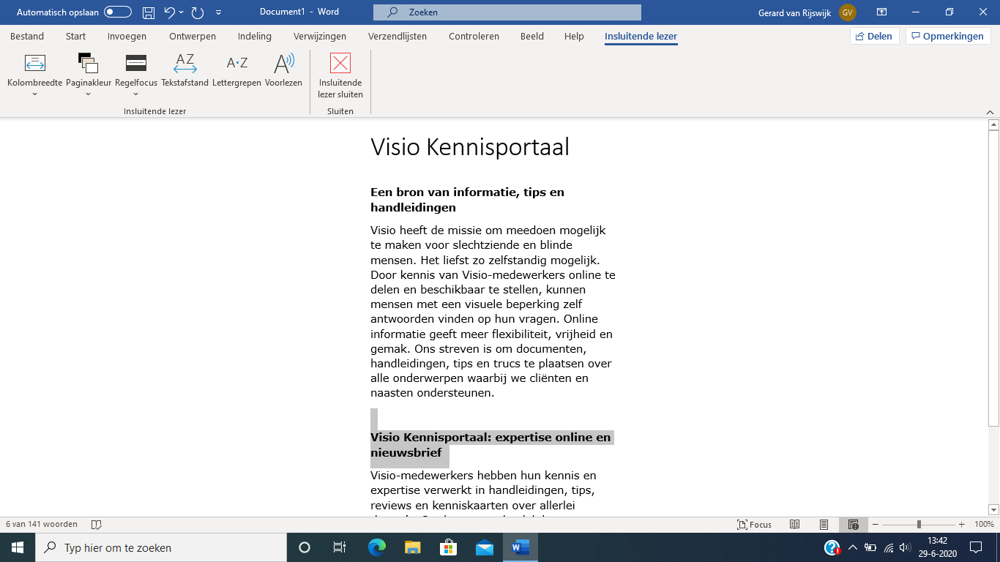 Automatisch opslaan
Document1 - Word
Zoeken
Gerard van Rijswijk GV
Bestand Start Invoegen Ontwerpen Indeling Verwijzingen Verzendlijsten Controleren Beeld Help Insluitende lezer Delen Opmerkingen
AZ A·Z A
Kolombreedte Paginakleur Regelfocus Tekstafstand Lettergrepen Voorlezen Insluitende
lezer sluiten
Insluitende lezer Sluiten
Visio Kennisportaal
Een bron van informatie, tips en
handleidingen
Visio heeft de missie om meedoen mogelijk
te maken voor slechtziende en blinde
mensen. Het liefst zo zelfstandig mogelijk.
Door kennis van Visio-medewerkers online te
delen en beschikbaar te stellen, kunnen
mensen met een visuele beperking zelf
antwoorden vinden op hun vragen. Online
informatie geeft meer flexibiliteit, vrijheid en
gemak. Ons streven is om documenten,
handleidingen, tips en trucs te plaatsen over
alle onderwerpen waarbij we cliënten en
naasten ondersteunen.
Visio Kennisportaal: expertise online en
nieuwsbrief
Visio-medewerkers hebben hun kennis en
expertise verwerkt in handleidingen, tips,
reviews en kenniskaarten over allerlei
6 van 141 woorden Focus 100%
Typ hier om te zoeken
13:42
29-6-2020